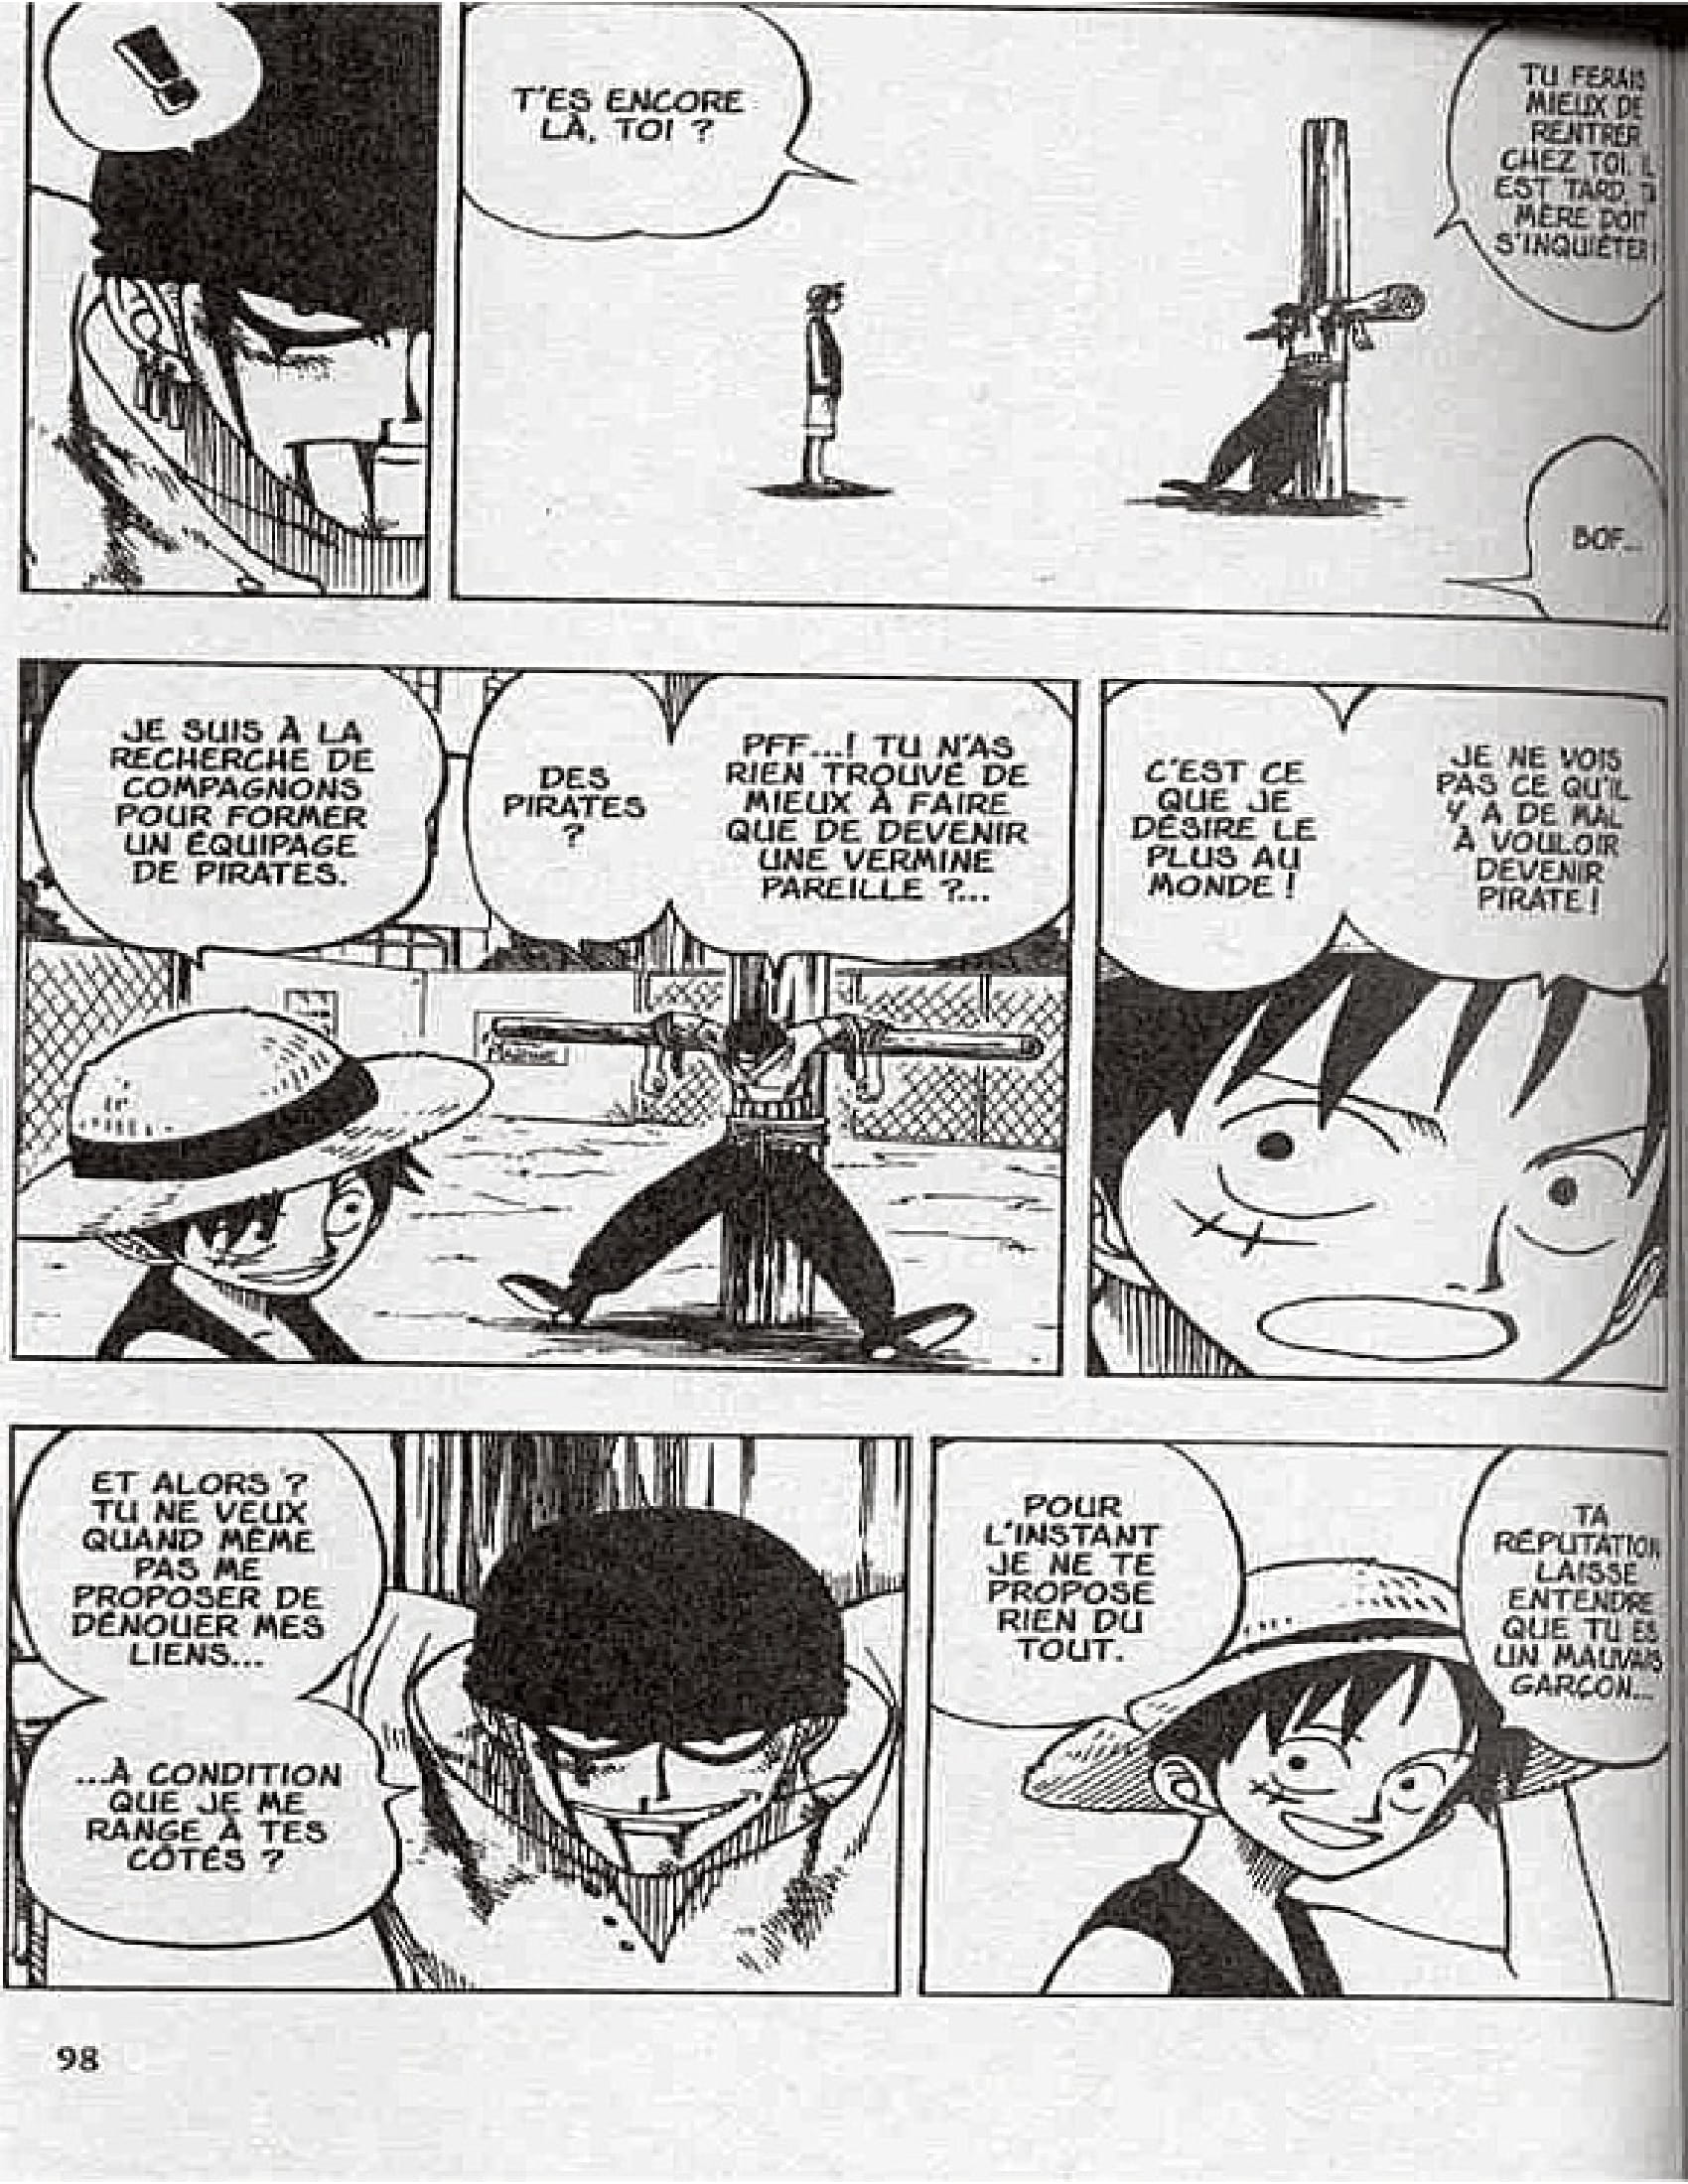 !
T'ES ENCORE
LÀ, TOI ?
TU FERAIS
MIEUX DE
RENTRER
CHEZ TOI.
EST TARD.
MÈRE DOIT
S'INQUIÉTER
BOF...
JE SUIS À LA
RECHERCHE DE
COMPAGNONS
POUR FORMER
UN ÉQUIPAGE
DE PIRATES.
DES
PIRATES
?
PFF...! TU N'AS
RIEN TROUVÉ DE
MIEUX À FAIRE
QUE DE DEVENIR
UNE VERMINE
PAREILLE ?...
C'EST CE
QUE JE
DÉSIRE LE
PLUS AU
MONDE !
JE NE VOIS
PAS CE QU'IL
Y A DE MAL
À VOULOIR
DEVENIR
PIRATE !
ET ALORS ?
TU NE VEUX
QUAND MÊME
PAS ME
PROPOSER DE
DÉNOUER MES
LIENS...
...À CONDITION
QUE JE ME
RANGE À TES
CÔTÉS ?
POUR
L'INSTANT
JE NE TE
PROPOSE
RIEN DU
TOUT.
TA
RÉPUTATION
LAISSE
ENTENDRE
QUE TU ES
UN MAUVAIS
GARÇON...
98